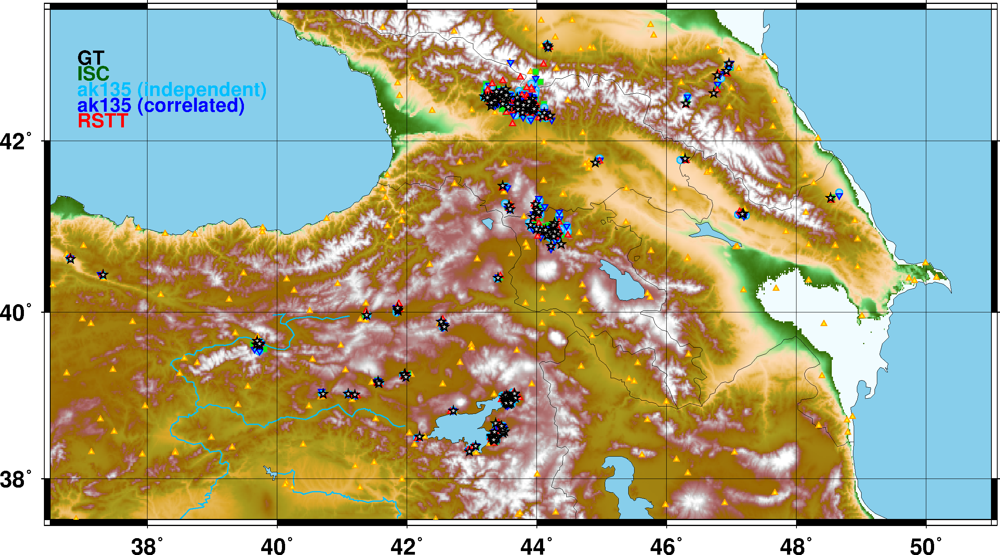 GT
ISC
ak135 (independent)
ak135 (correlated)
RSTT
42°
40°
38°
38° 40° 42° 44° 46° 48° 50°